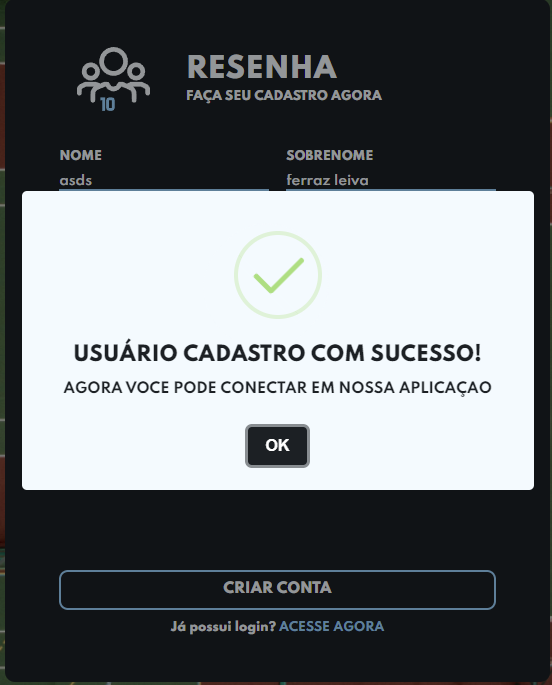 RESENHA
FAÇA SEU CADASTRO AGORA
10
NOME
SOBRENOME
asds
ferraz leiva
USUÁRIO CADASTRO COM SUCESSO!
AGORA VOCE PODE CONECTAR EM NOSSA APLICAÇAO
OK
CRIAR CONTA
Já possui login? ACESSE AGORA